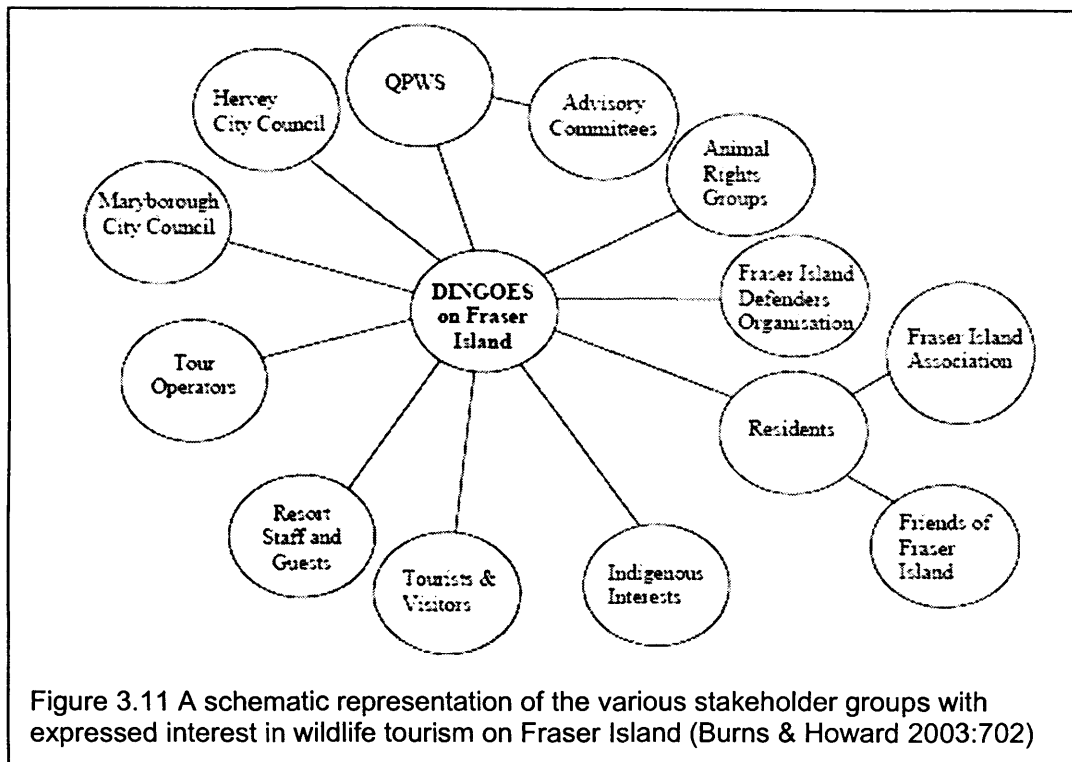 QPWS
Hervey
City Council
Advisory
Committees
Animal
Rights
Groups
Maryborough
City Council
DINGOES
on Fraser
Island
Fraser Island
Defenders
Organisation
Fraser Island
Association
Tour
Operators
Residents
Resort
Staff and
Guests
Tourists &
Visitors
Indigenous
Interests
Friends of
Fraser
Island
Figure 3.11 A schematic representation of the various stakeholder groups with
expressed interest in wildlife tourism on Fraser Island (Burns & Howard 2003:702)